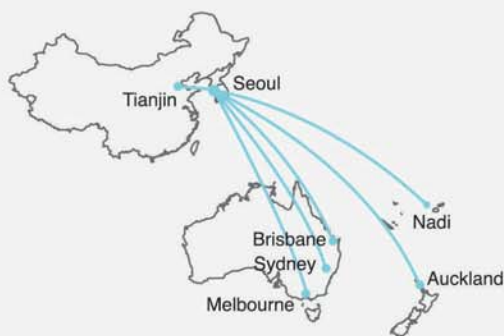 Seoul
Tianjin
Nadi
Brisbane
Sydney
Auckland
Melbourne